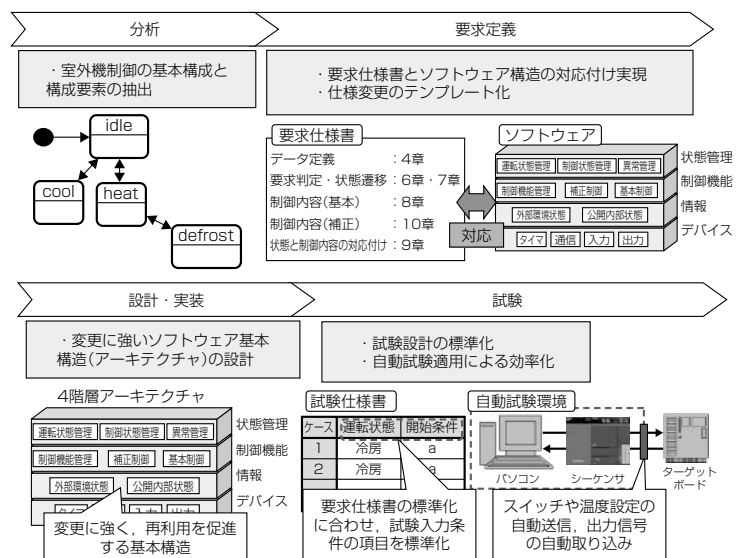 分析
要求定義
・室外機制御の基本構成と
構成要素の抽出
・要求仕様書とソフトウェア構造の対応付け実現
・仕様変更のテンプレート化
idle
cool
heat
defrost
要求仕様書
データ定義 :4章
要求判定・状態遷移:6章・7章
制御内容(基本) :8章
制御内容(補正) :10章
状態と制御内容の対応付け:9章
対応
ソフトウェア
運転状態管理 制御状態管理 異常管理
状態管理
制御機能管理 補正制御 基本制御
制御機能
外部環境状態 公開内部状態
情報
タイマ 通信 入力 出力
デバイス
設計・実装
試験
・変更に強いソフトウェア基本
構造(アーキテクチャ)の設計
・試験設計の標準化
・自動試験適用による効率化
4階層アーキテクチャ
運転状態管理 制御状態管理 異常管理
状態管理
制御機能管理 補正制御 基本制御
制御機能
外部環境状態 公開内部状態
情報
デバイス
変更に強く,再利用を促進
する基本構造
試験仕様書
ケース 運転状態 開始条件
1 冷房 a
2 冷房 a
要求仕様書の標準化
に合わせ,試験入力条
件の項目を標準化
自動試験環境
パソコン
シーケンサ
ターゲット
ボード
スイッチや温度設定の
自動送信,出力信号
の自動取り込み